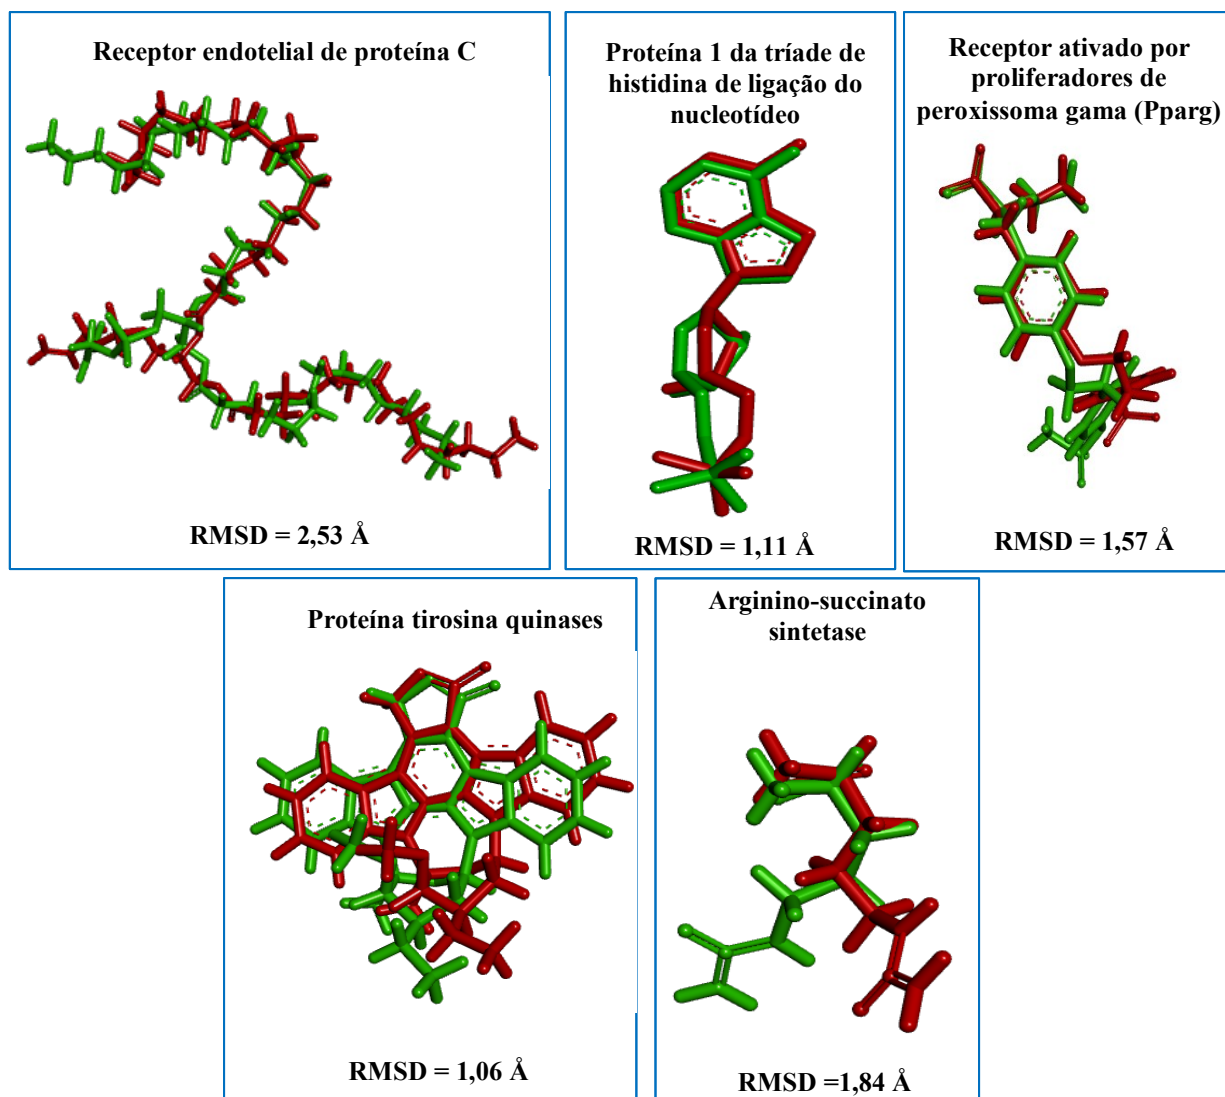 Receptor endotelial de proteína C
RMSD = 2,53 Å
Proteína 1 da tríade de
histidina de ligação do
nucleotídeo
RMSD = 1,11 Å
Receptor ativado por
proliferadores de
peroxissoma gama (Pparg)
RMSD = 1,57 Å
Proteína tirosina quinases
RMSD = 1,06 Å
Arginino-succinato
sintetase
RMSD =1,84 Å